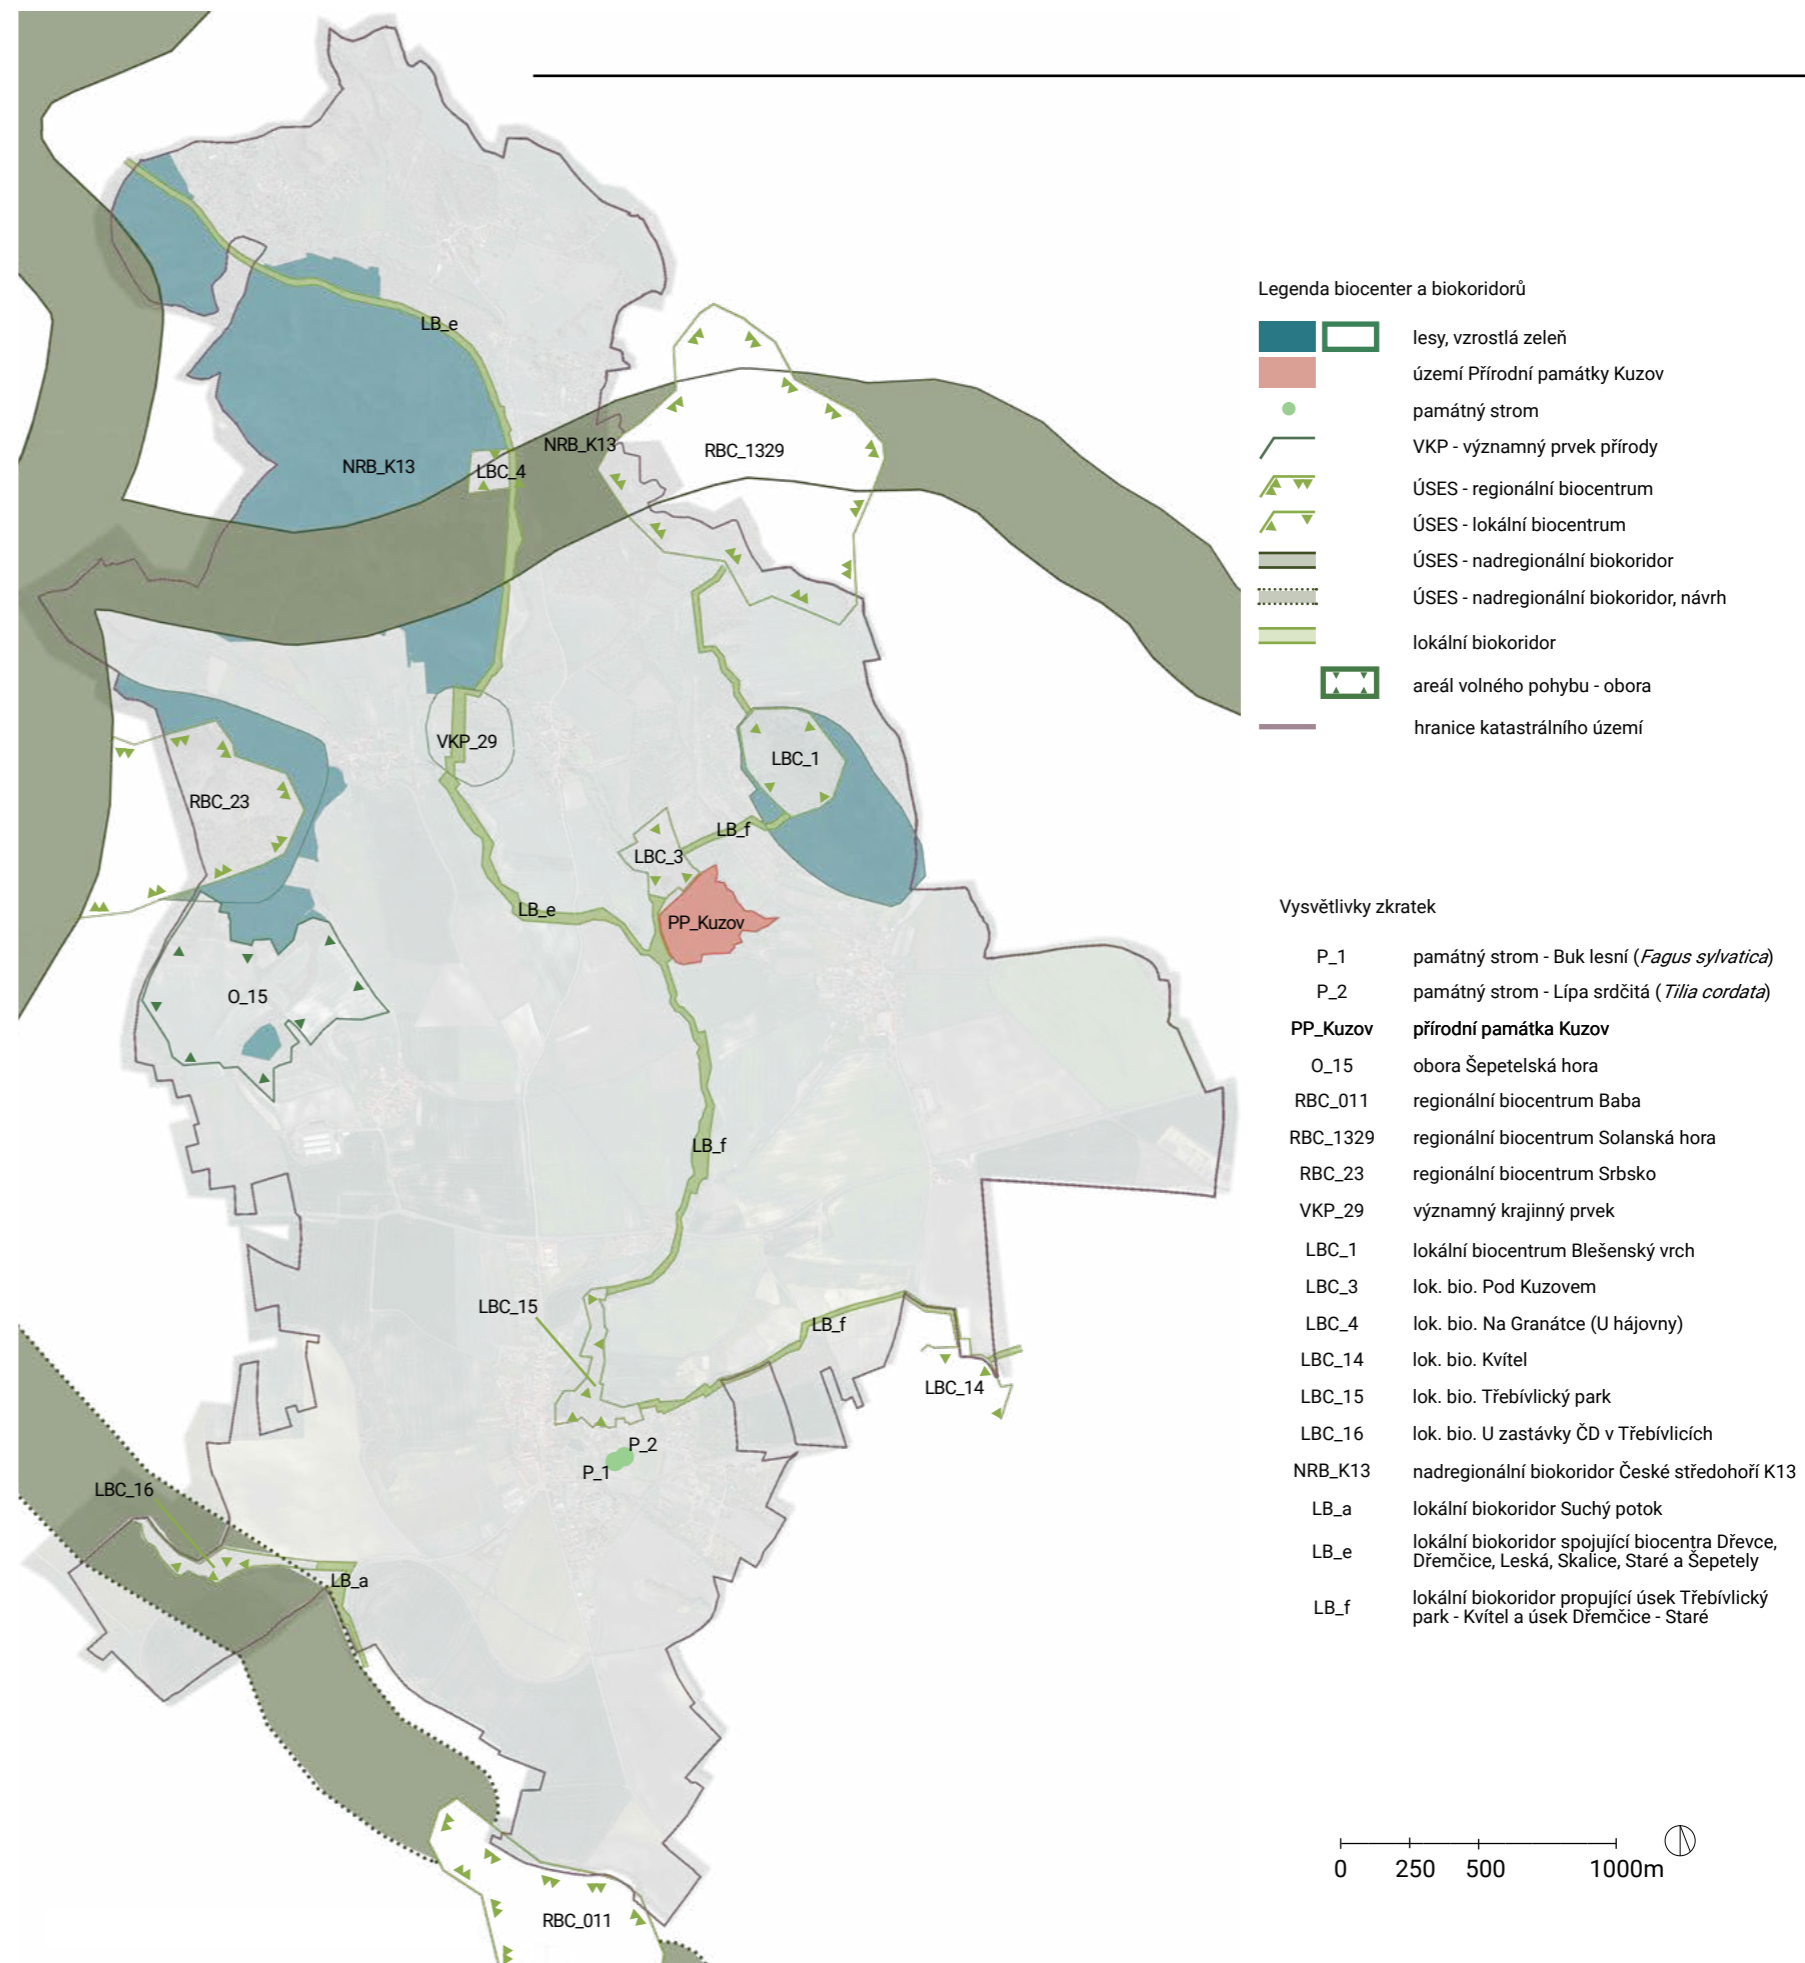 LB_e
NRB_K13
NRB_K13
LBC_4
RBC_1329
VKP_29
LBC_1
RBC_23
LB_f
LBC_3
LB_e
PP_Kuzov
O_15
LB_f
LBC_15
LB_f
LBC_14
P_2
P_1
LBC_16
LB_a
RBC_011
Legenda biocenter a biokoridorů
lesy, vzrostlá zeleň
území Přírodní památky Kuzov
památný strom
VKP - významný prvek přírody
ÚSES - regionální biocentrum
ÚSES - lokální biocentrum
ÚSES - nadregionální biokoridor
ÚSES - nadregionální biokoridor, návrh
lokální biokoridor
areál volného pohybu - obora
hranice katastrálního území
Vysvětlivky zkratek
P_1 památný strom - Buk lesní (Fagus sylvatica)
P_2 památný strom - Lípa srdčitá (Tilia cordata)
PP_Kuzov přírodní památka Kuzov
O_15 obora Šepetelská hora
RBC_011 regionální biocentrum Baba
RBC_1329 regionální biocentrum Solanská hora
RBC_23 regionální biocentrum Srbsko
VKP_29 významný krajinný prvek
LBC_1 lokální biocentrum Blešenský vrch
LBC_3 lok. bio. Pod Kuzovem
LBC_4 lok. bio. Na Granátce (U hájovny)
LBC_14 lok. bio. Kvítel
LBC_15 lok. bio. Třebívlický park
LBC_16 lok. bio. U zastávky ČD v Třebívlicích
NRB_K13 nadregionální biokoridor České středohoří K13
LB_a lokální biokoridor Suchý potok
LB_e lokální biokoridor spojující biocentra Dřevce,
Dřemčice, Leská, Skalice, Staré a Šepetely
LB_f lokální biokoridor propující úsek Třebívlický
park - Kvítel a úsek Dřemčice - Staré
0 250 500 1000m